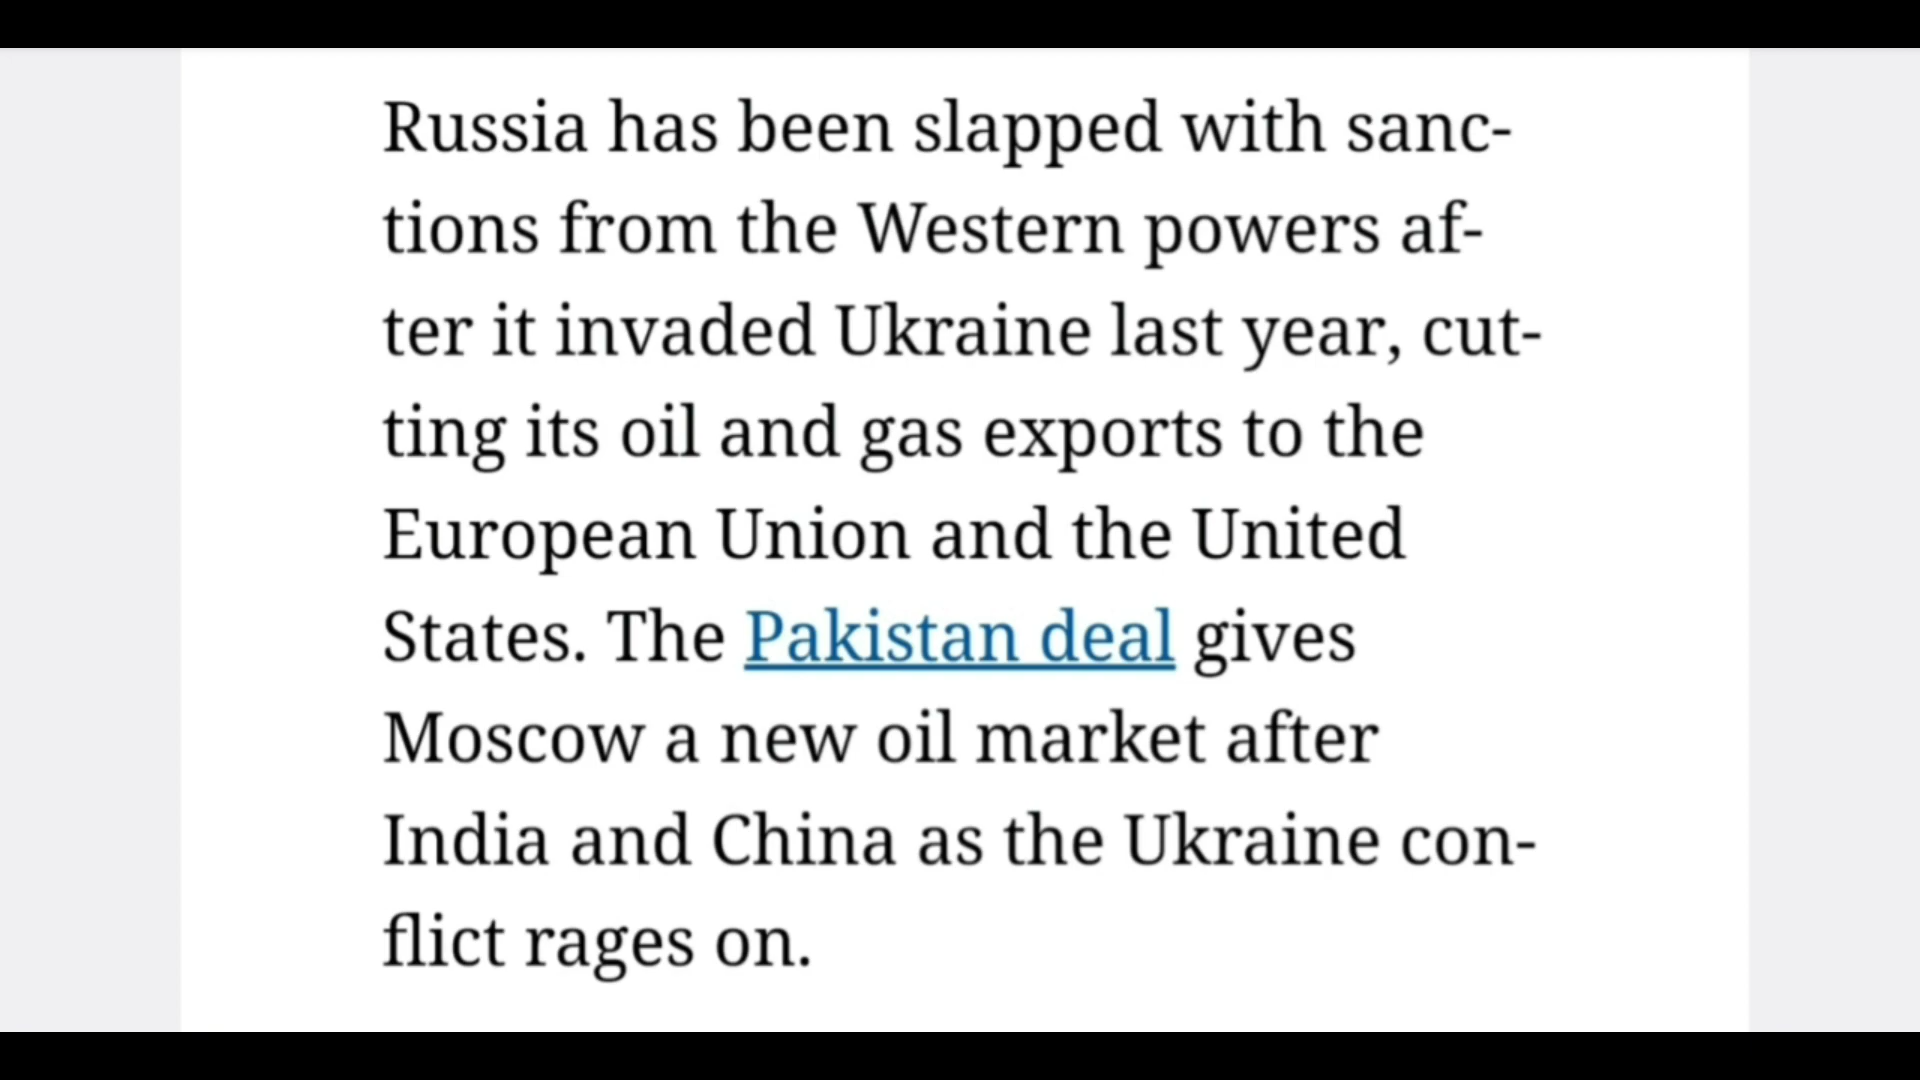 Russia has been slapped with sanc-
tions from the Western powers af-
ter it invaded Ukraine last year, cut-
ting its oil and gas exports to the
European Union and the United
States. The Pakistan deal gives
Moscow a new oil market after
India and China as the Ukraine con-
flict rages on.